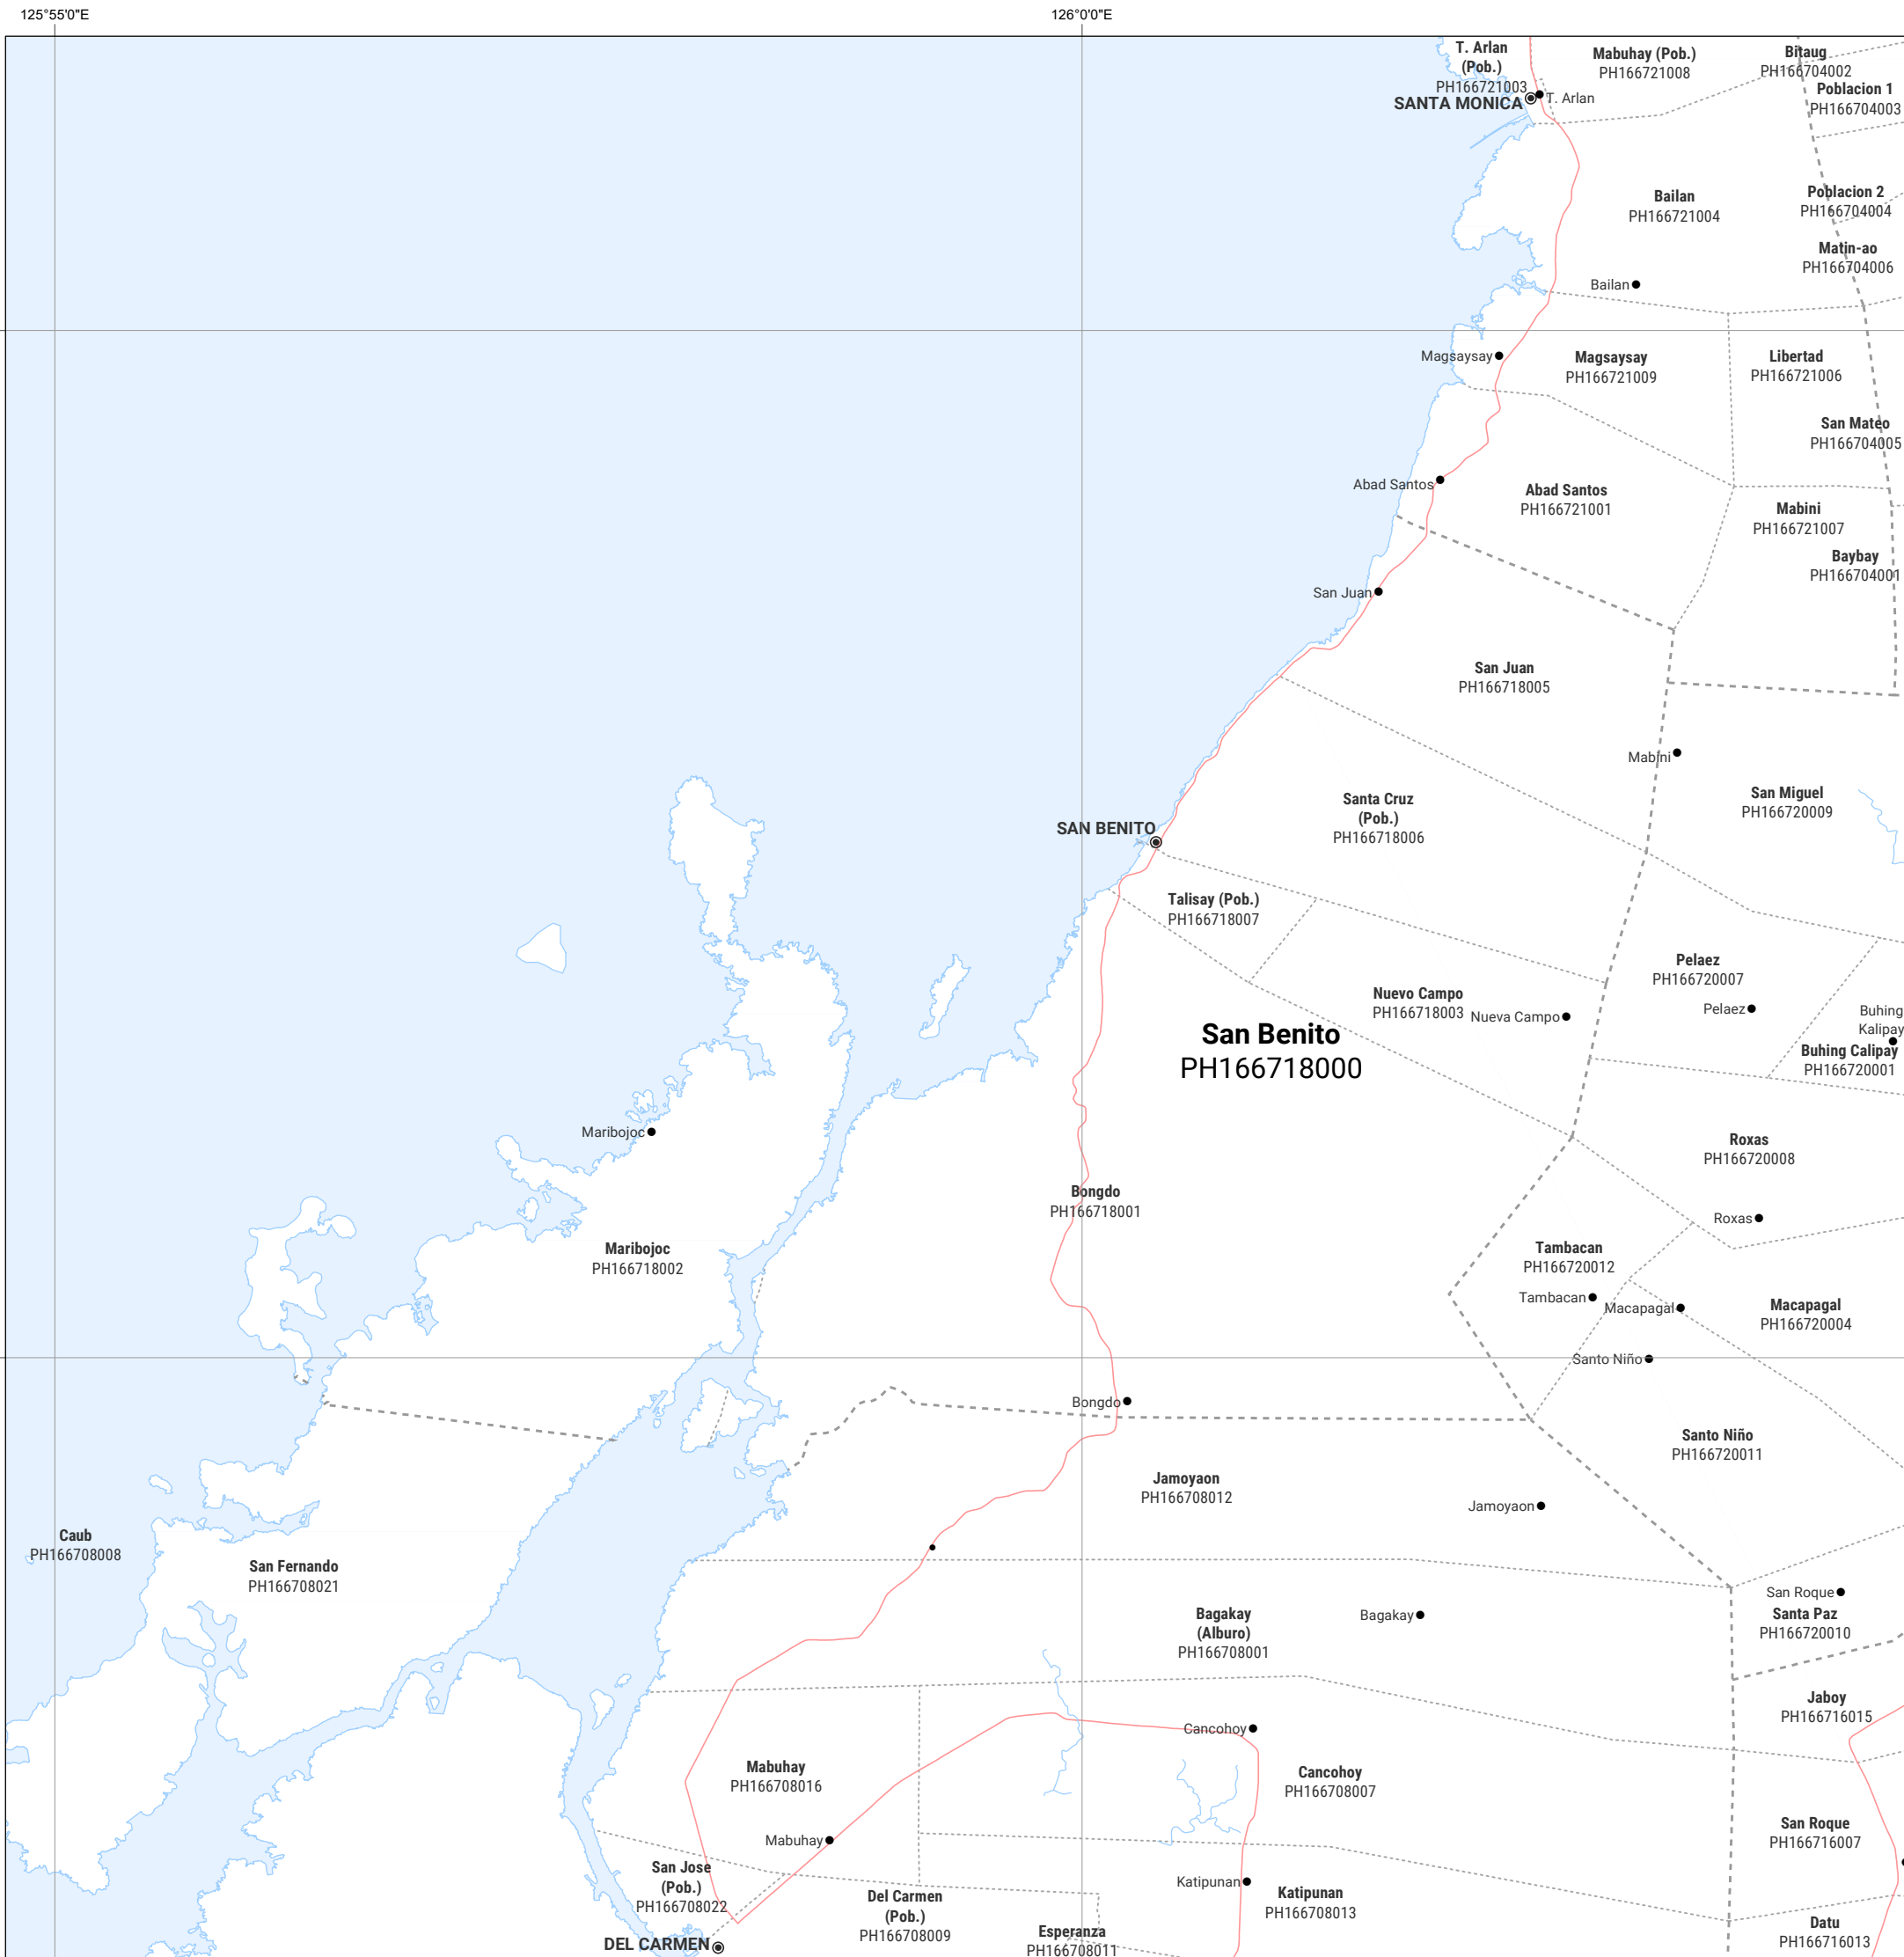 125°55'0"E
126°0'0"E
T. Arlan
(Pob.)
PH166721003
SANTA MONICA
T. Arlan
Mabuhay (Pob.)
PH166721008
Bitaug
PH166704002
Poblacion 1
PH166704003
Bailan
PH166721004
Poblacion 2
PH166704004
Matin-ao
PH166704006
Bailan
Magsaysay
Magsaysay
PH166721009
Libertad
PH166721006
San Mateo
PH166704005
Abad Santos
Abad Santos
PH166721001
Mabini
PH166721007
Baybay
PH166704001
San Juan
San Juan
PH166718005
Mabini
San Miguel
PH166720009
Santa Cruz
(Pob.)
PH166718006
SAN BENITO
Talisay (Pob.)
PH166718007
Pelaez
PH166720007
Pelaez
Nuevo Campo
PH166718003
Nueva Campo
Buhing
Kalipay
Buhing Calipay
PH166720001
San Benito
PH166718000
Maribojoc
Roxas
PH166720008
Bongdo
PH166718001
Roxas
Maribojoc
PH166718002
Tambacan
PH166720012
Tambacan
Macapagal
Macapagal
PH166720004
Santo Niño
Bongdo
Santo Niño
PH166720011
Jamoyaon
PH166708012
Jamoyaon
Caub
PH166708008
San Fernando
PH166708021
San Roque
Santa Paz
PH166720010
Bagakay
(Alburo)
PH166708001
Bagakay
Jaboy
PH166716015
Cancohoy
Mabuhay
PH166708016
Cancohoy
PH166708007
Mabuhay
San Roque
PH166716007
San Jose
(Pob.)
PH166708022
Del Carmen
(Pob.)
PH166708009
Katipunan
Katipunan
PH166708013
DEL CARMEN
Esperanza
PH166708011
Datu
PH166716013